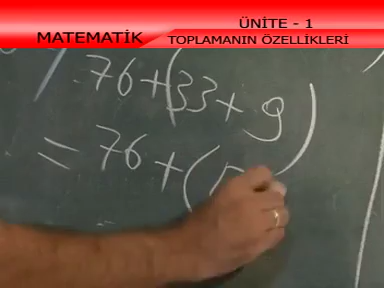 ÜNİTE - 1
MATEMATİK
TOPLAMANIN ÖZELLİKLERİ
76+(33+9)
= 76+(